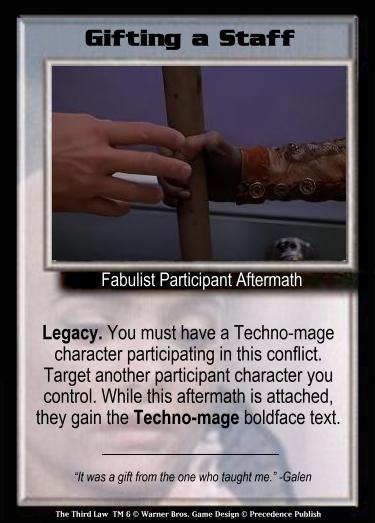 Gifting a Staff
Fabulist Participant Aftermath
Legacy. You must have a Techno-mage
character participating in this conflict.
Target another participant character you
control. While this aftermath is attached,
they gain the Techno-mage boldface text.
“It was a gift from the one who taught me.” -Galen
The Third Law TM & © Warner Bros. Game Design © Precedence Publish